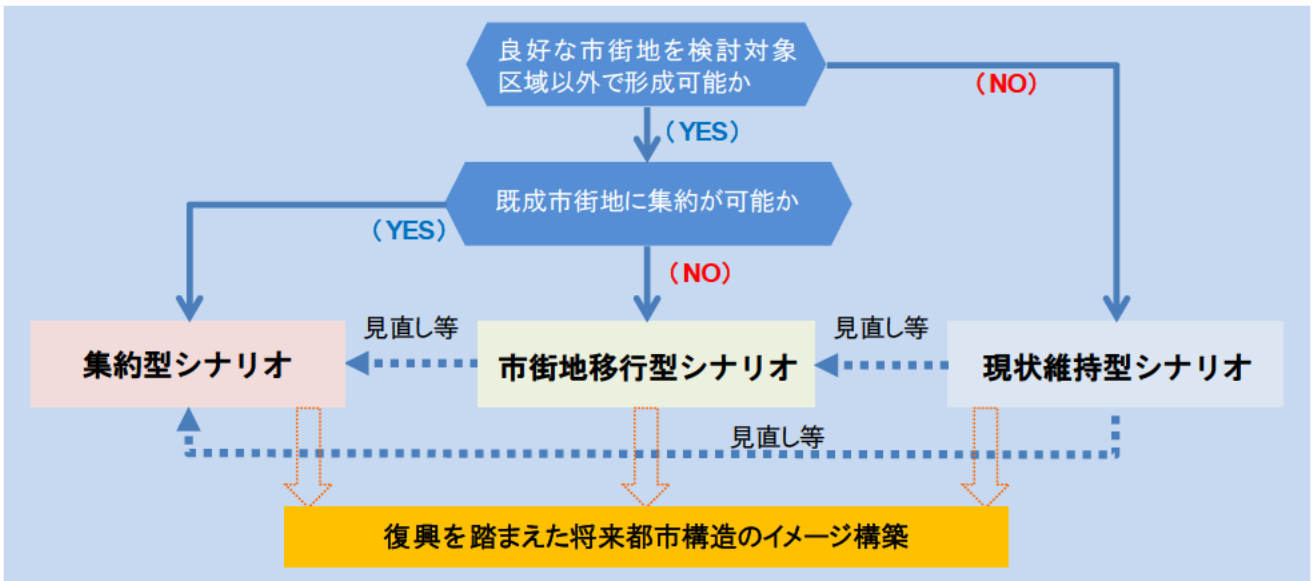 良好な市街地を検討対象
区域以外で形成可能か
（NO）
（YES）
既成市街地に集約が可能か
（YES）
（NO）
見直し等
見直し等
集約型シナリオ
市街地移行型シナリオ
現状維持型シナリオ
見直し等
復興を踏まえた将来都市構造のイメージ構築